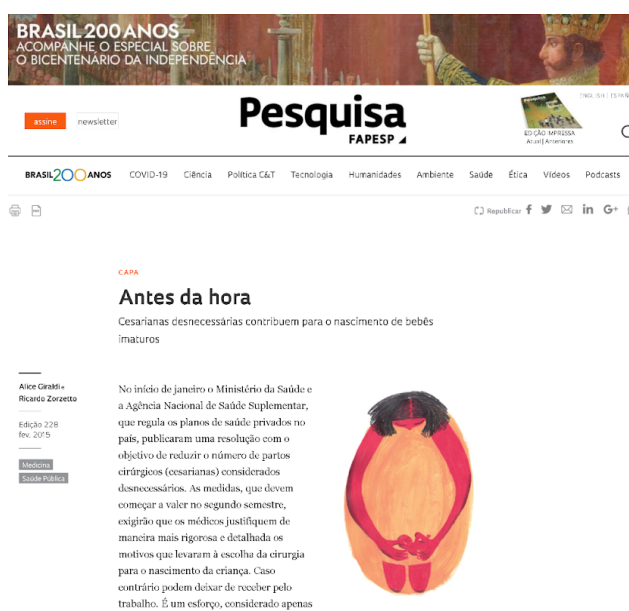 BRASIL 200 ANOS
ACOMPANHE O ESPECIAL SOBRE
O BICENTENÁRIO DA INDEPENDÊNCIA
ENGLISH | ESPAÑ
assine
newsletter
Pesquisa
FAPESP
EDIÇÃO IMPRESSA
Atual | Anteriores
BRASIL200ANOS COVID-19 Ciência Política C&T Tecnologia Humanidades Ambiente Saúde Ética Vídeos Podcasts
Republicar
CAPA
Antes da hora
Cesarianas desnecessárias contribuem para o nascimento de bebês
imaturos
Alice Giraldi e
Ricardo Zorzetto
Edição 228
fev. 2015
Medicina
Saúde Pública
No início de janeiro o Ministério da Saúde e
a Agência Nacional de Saúde Suplementar,
que regula os planos de saúde privados no
país, publicaram uma resolução com o
objetivo de reduzir o número de partos
cirúrgicos (cesarianas) considerados
desnecessários. As medidas, que devem
começar a valer no segundo semestre,
exigirão que os médicos justifiquem de
maneira mais rigorosa e detalhada os
motivos que levaram à escolha da cirurgia
para o nascimento da criança. Caso
contrário podem deixar de receber pelo
trabalho. É um esforço, considerado apenas